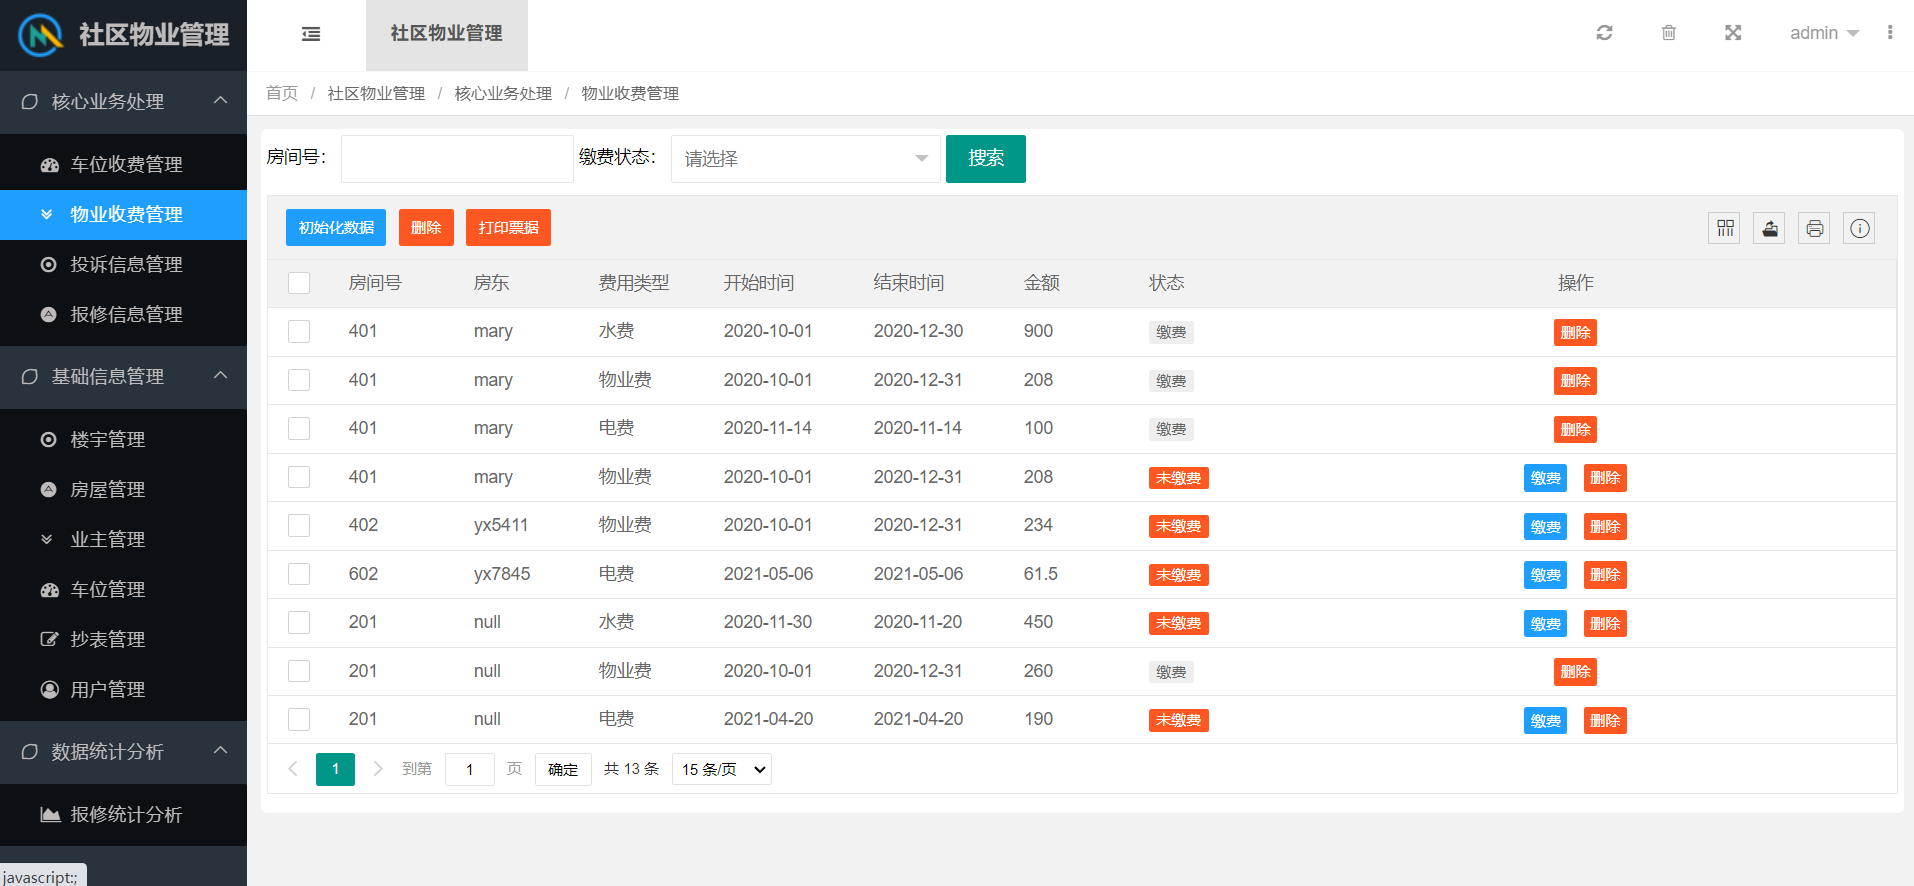 社区物业管理
社区物业管理
admin
首页 / 社区物业管理 / 核心业务处理 / 物业收费管理
核心业务处理
车位收费管理
物业收费管理
投诉信息管理
报修信息管理
基础信息管理
楼宇管理
房屋管理
业主管理
车位管理
抄表管理
用户管理
数据统计分析
报修统计分析
javascript:;
房间号： 缴费状态： 请选择 搜索
初始化数据 删除 打印票据
房间号 房东 费用类型 开始时间 结束时间 金额 状态 操作
401 mary 水费 2020-10-01 2020-12-30 900 缴费 删除
401 mary 物业费 2020-10-01 2020-12-31 208 缴费 删除
401 mary 电费 2020-11-14 2020-11-14 100 缴费 删除
401 mary 物业费 2020-10-01 2020-12-31 208 未缴费 缴费 删除
402 yx5411 物业费 2020-10-01 2020-12-31 234 未缴费 缴费 删除
602 yx7845 电费 2021-05-06 2021-05-06 61.5 未缴费 缴费 删除
201 null 水费 2020-11-30 2020-11-20 450 未缴费 缴费 删除
201 null 物业费 2020-10-01 2020-12-31 260 缴费 删除
201 null 电费 2021-04-20 2021-04-20 190 未缴费 缴费 删除
1 到第 1 页 确定 共 13 条 15 条/页